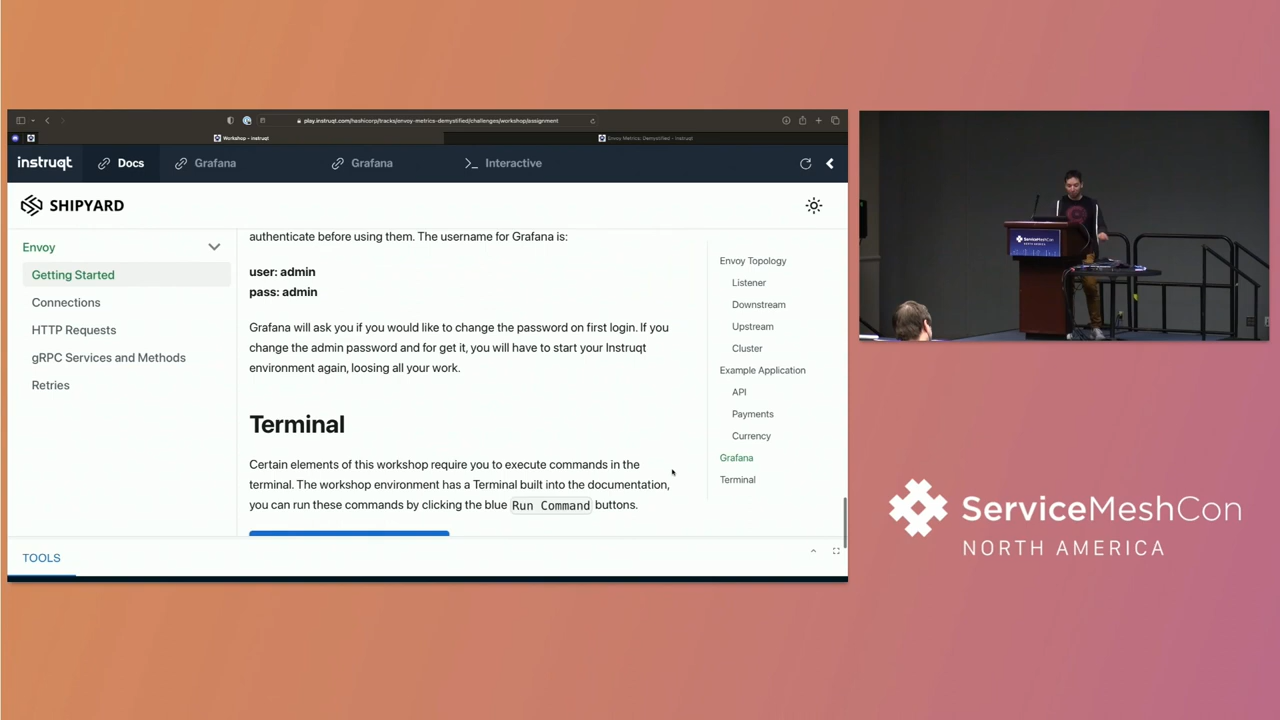 play.instruqt.com/hashicorp/tracks/envoy-metrics-demystified/challenges/workshop/assignment
Workshop - Instruqt
Envoy Metrics: Demystified - Instruqt
instruqt
Docs
Grafana
Grafana
Interactive
SHIPYARD
Envoy
Getting Started
Connections
HTTP Requests
gRPC Services and Methods
Retries
authenticate before using them. The username for Grafana is:
user: admin
pass: admin
Grafana will ask you if you would like to change the password on first login. If you
change the admin password and for get it, you will have to start your Instruqt
environment again, loosing all your work.
Terminal
Certain elements of this workshop require you to execute commands in the
terminal. The workshop environment has a Terminal built into the documentation,
you can run these commands by clicking the blue Run Command buttons.
Envoy Topology
Listener
Downstream
Upstream
Cluster
Example Application
API
Payments
Currency
Grafana
Terminal
TOOLS
ServiceMeshCon
NORTH AMERICA
ServiceMeshCon
NORTH AMERICA